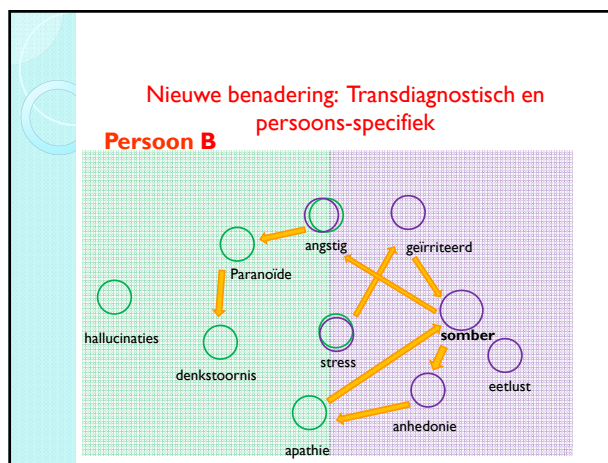 Nieuwe benadering: Transdiagnostisch en
persoons-specifiek
Persoon B
angstig
geïrriteerd
Paranoïde
hallucinaties
somber
denkstoornis
stress
eetlust
anhedonie
apathie